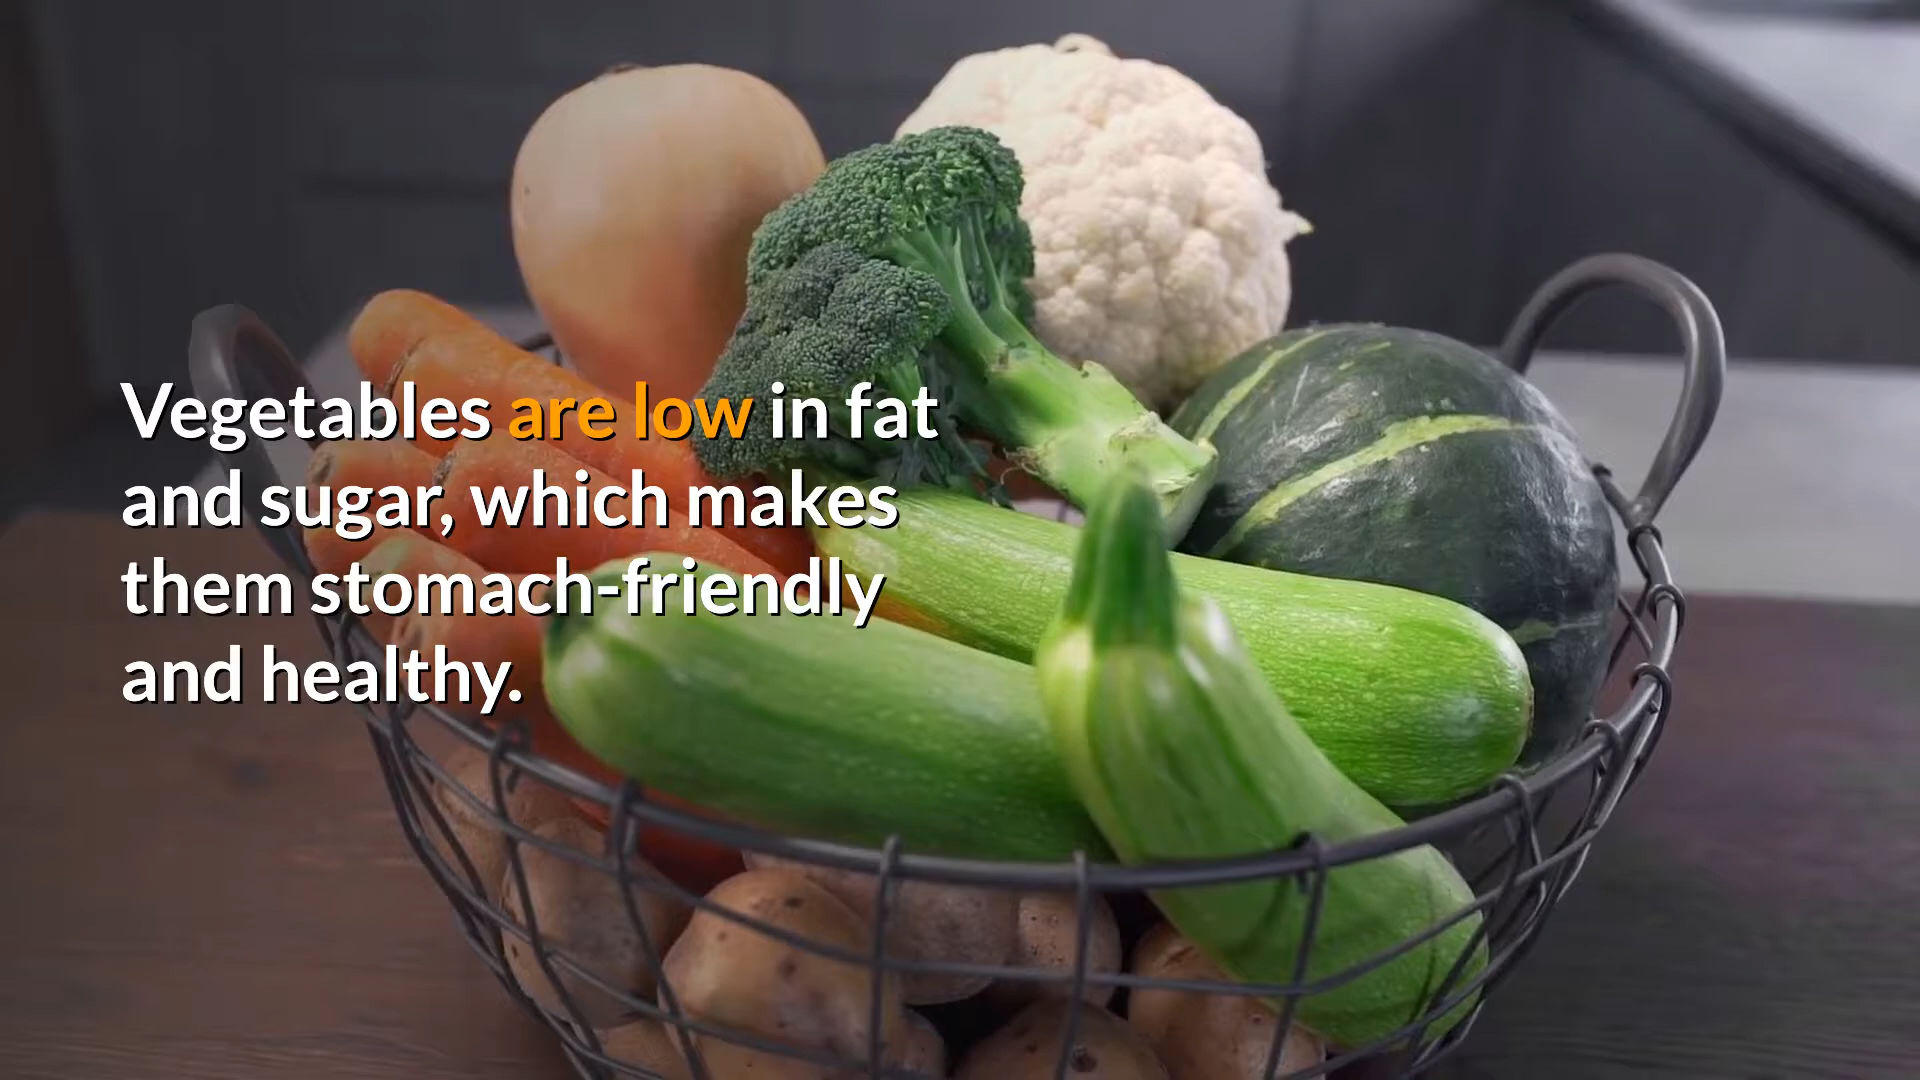 Vegetables are low in fat
and sugar, which makes
them stomach-friendly
and healthy.